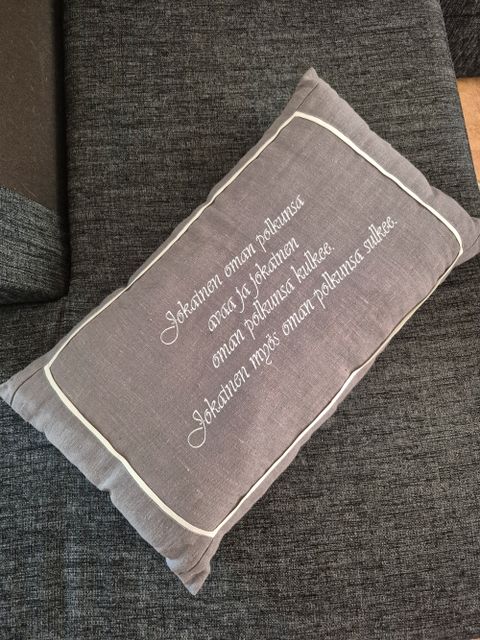 Jokainen oman polkunsa
avaa ja jokainen
oman polkunsa kulkee.
Jokainen myös oman polkunsa sulkee.